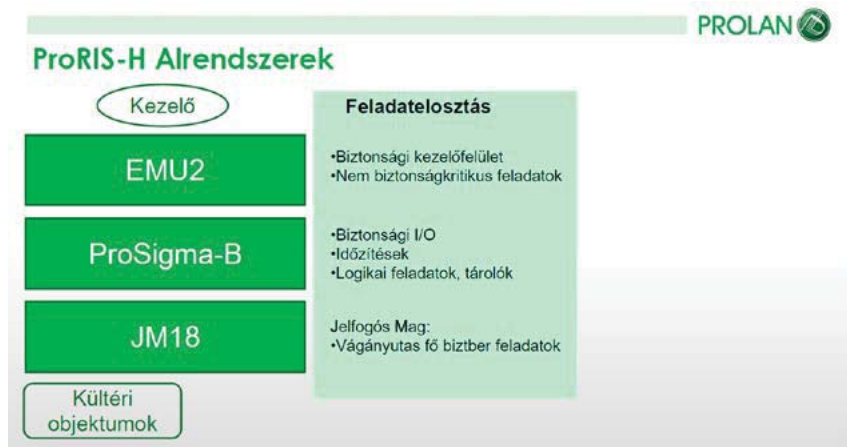 PROLAN
ProRIS-H Alrendszerek
Kezelő
Feladatelosztás
EMU2
•Biztonsági kezelőfelület
•Nem biztonságkritikus feladatok
ProSigma-B
•Biztonsági I/O
•Időzítések
•Logikai feladatok, tárolók
JM18
Jelfogós Mag:
•Vágányutas fő biztber feladatok
Kültéri
objektumok